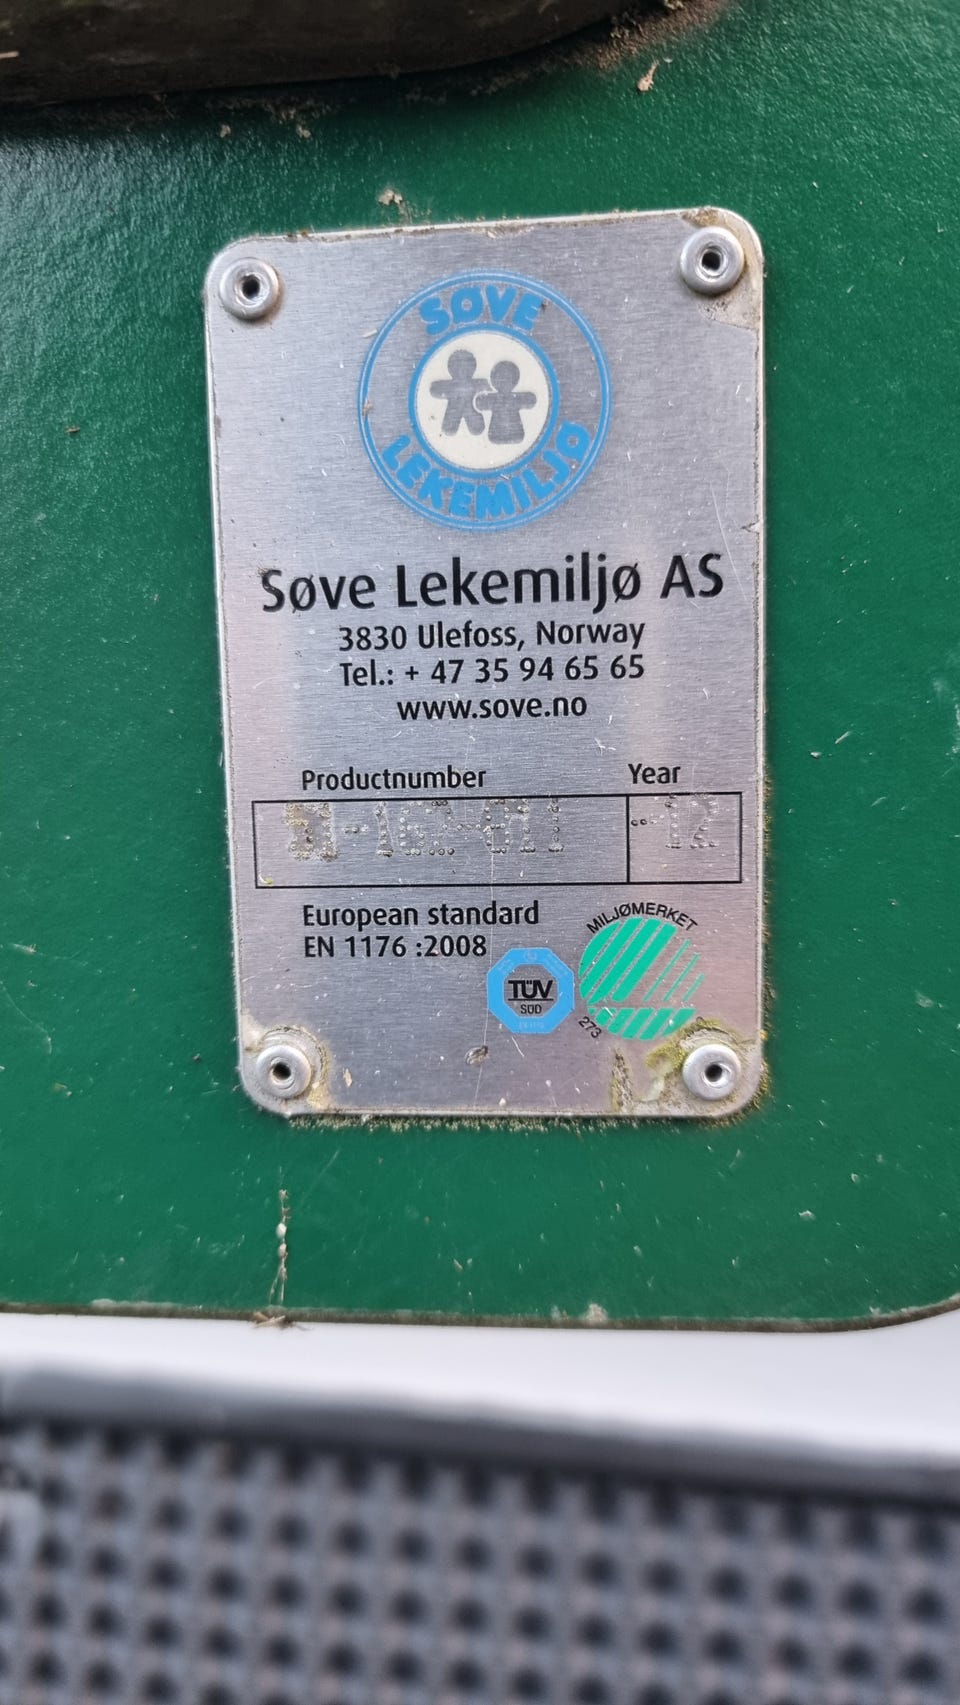 SØVE
LEKEMILJØ
Søve Lekemiljø AS
3830 Ulefoss, Norway
Tel.: + 47 35 94 65 65
www.sove.no
Productnumber Year
-12
European standard
EN 1176 :2008
MILJØMERKET
TÜV
SÜD
273